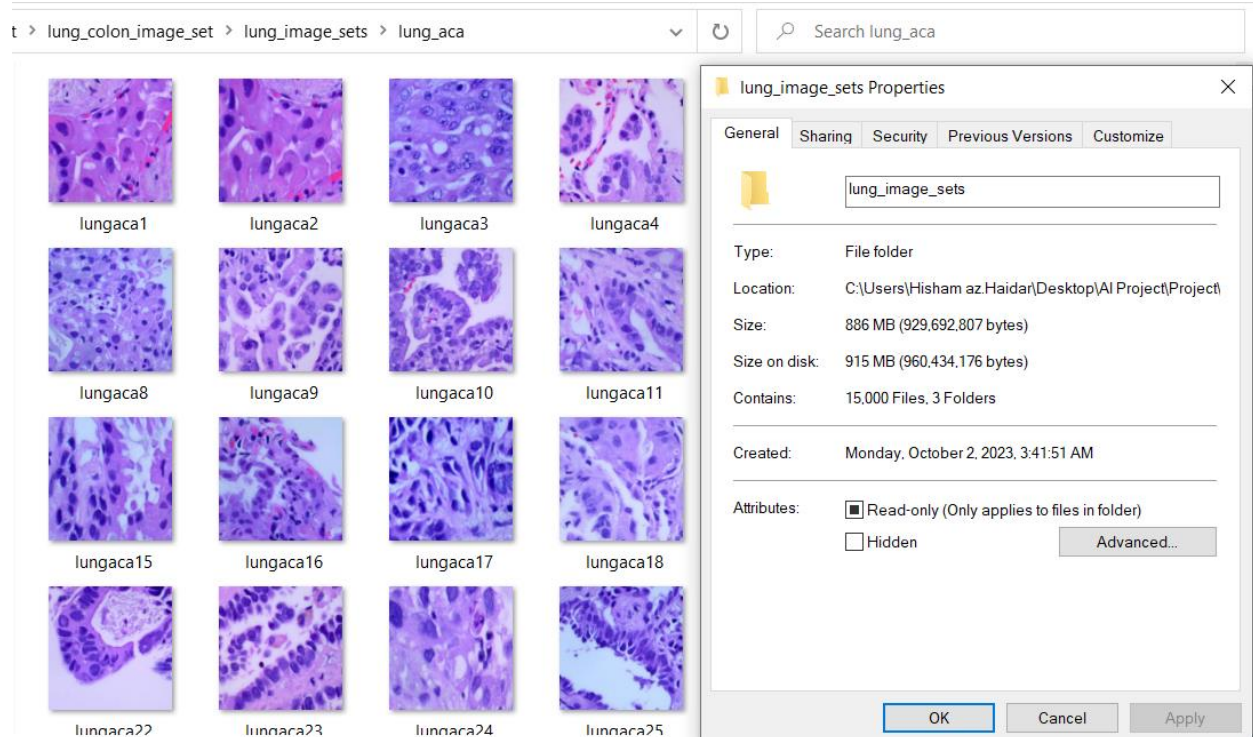 t > lung_colon_image_set > lung_image_sets > lung_aca
Search lung_aca
lungaca1 lungaca2 lungaca3 lungaca4
lungaca8 lungaca9 lungaca10 lungaca11
lungaca15 lungaca16 lungaca17 lungaca18
lungaca22 lungaca23 lungaca24 lungaca25
lung_image_sets Properties
General Sharing Security Previous Versions Customize
lung_image_sets
Type: File folder
Location: C:\Users\Hisham az.Haidar\Desktop\AI Project\Project\
Size: 886 MB (929,692,807 bytes)
Size on disk: 915 MB (960,434,176 bytes)
Contains: 15,000 Files, 3 Folders
Created: Monday, October 2, 2023, 3:41:51 AM
Attributes: Read-only (Only applies to files in folder)
Hidden Advanced...
OK Cancel Apply